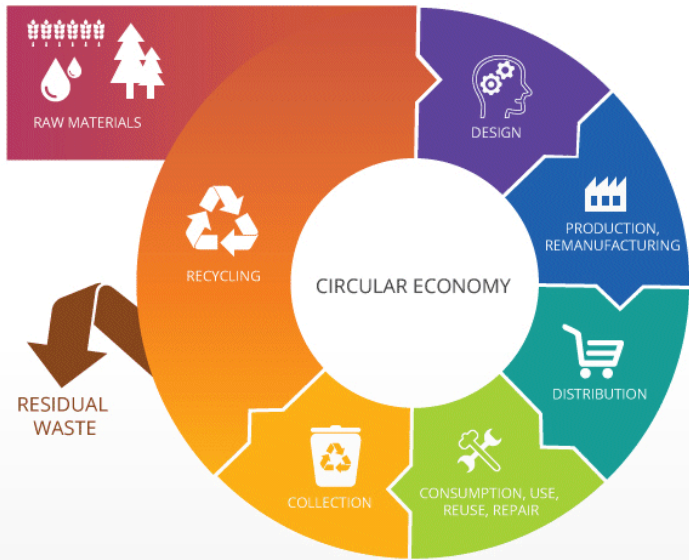 RAW MATERIALS
DESIGN
PRODUCTION,
REMANUFACTURING
RECYCLING
CIRCULAR ECONOMY
DISTRIBUTION
RESIDUAL
WASTE
COLLECTION
CONSUMPTION, USE,
REUSE, REPAIR